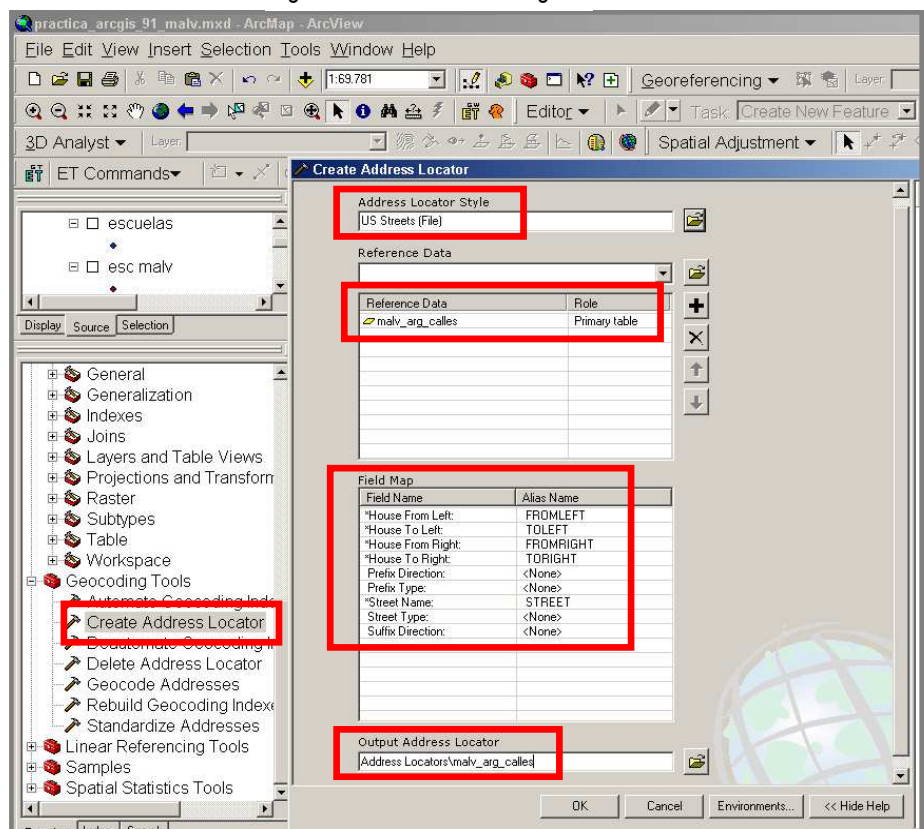 practica_arcgis_91_malv.mxd - ArcMap - ArcView
File Edit View Insert Selection Tools Window Help
1:69.781 Georeferencing Layer:
Editor Task: Create New Feature
3D Analyst Layer: Spatial Adjustment
ET Commands
escuelas
esc malv
Display Source Selection
General
Generalization
Indexes
Joins
Layers and Table Views
Projections and Transform
Raster
Subtypes
Table
Workspace
Geocoding Tools
Automate Geocoding Inde
Create Address Locator
Deautomate Geocoding I
Delete Address Locator
Geocode Addresses
Rebuild Geocoding Indexe
Standardize Addresses
Linear Referencing Tools
Samples
Spatial Statistics Tools
Create Address Locator
Address Locator Style
US Streets (File)
Reference Data
Reference Data Role
malv_arg_calles Primary table
Field Map
Field Name Alias Name
*House From Left: FROMLEFT
*House To Left: TOLEFT
*House From Right: FROMRIGHT
*House To Right: TORIGHT
Prefix Direction: <None>
Prefix Type: <None>
*Street Name: STREET
Street Type: <None>
Suffix Direction: <None>
Output Address Locator
Address Locators\malv_arg_calles
OK Cancel Environments... << Hide Help